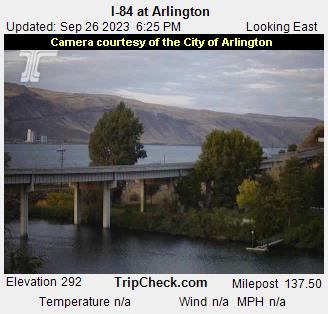 I-84 at Arlington
Updated: Sep 26 2023 6:25 PM Looking East
Camera courtesy of the City of Arlington
Elevation 292 TripCheck.com Milepost 137.50
Temperature n/a Wind n/a MPH n/a